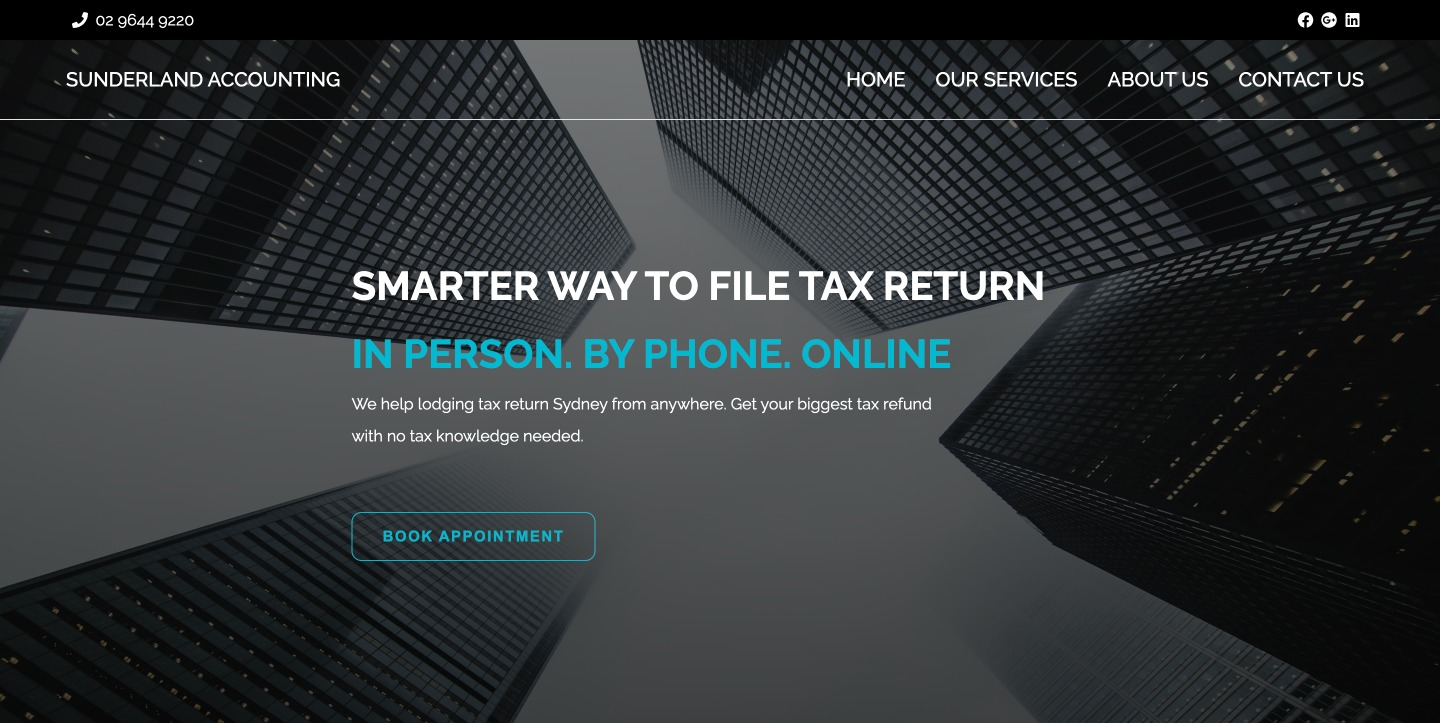 02 9644 9220
SUNDERLAND ACCOUNTING
HOME OUR SERVICES ABOUT US CONTACT US
SMARTER WAY TO FILE TAX RETURN
IN PERSON. BY PHONE. ONLINE
We help lodging tax return Sydney from anywhere. Get your biggest tax refund
with no tax knowledge needed.
BOOK APPOINTMENT